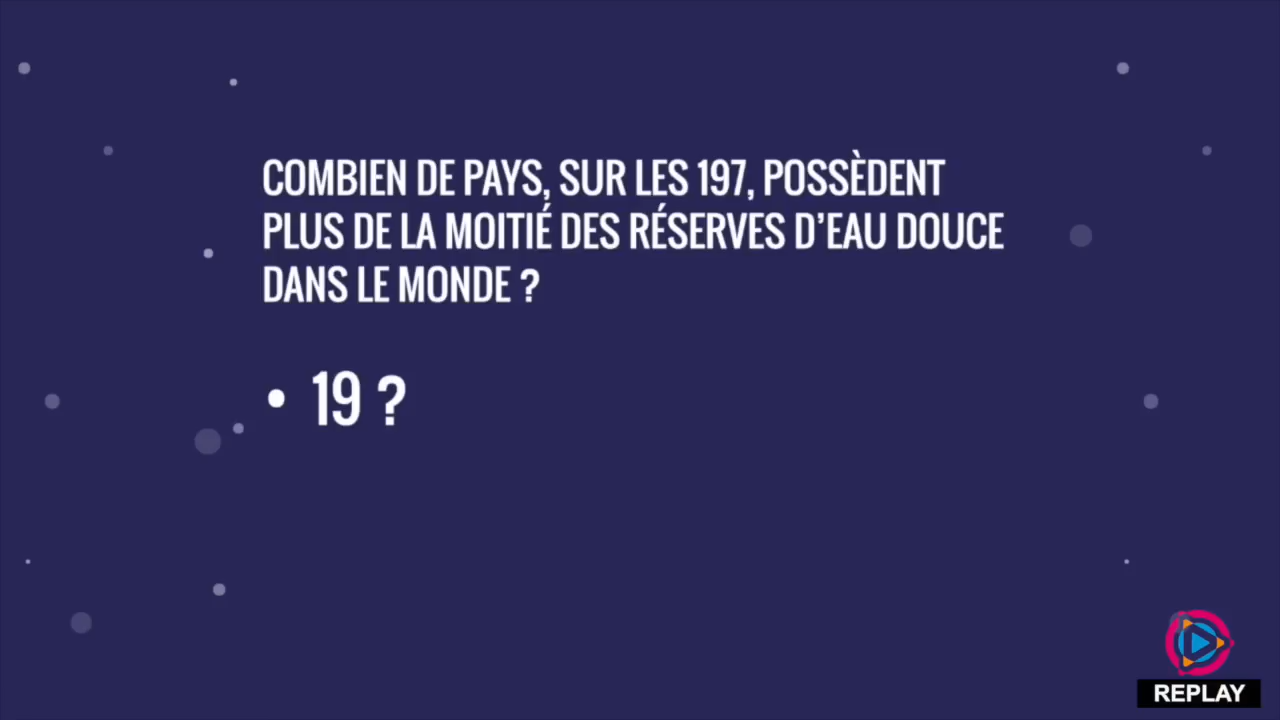 COMBIEN DE PAYS, SUR LES 197, POSSÈDENT
PLUS DE LA MOITIÉ DES RÉSERVES D'EAU DOUCE
DANS LE MONDE ?
• 19 ?
REPLAY